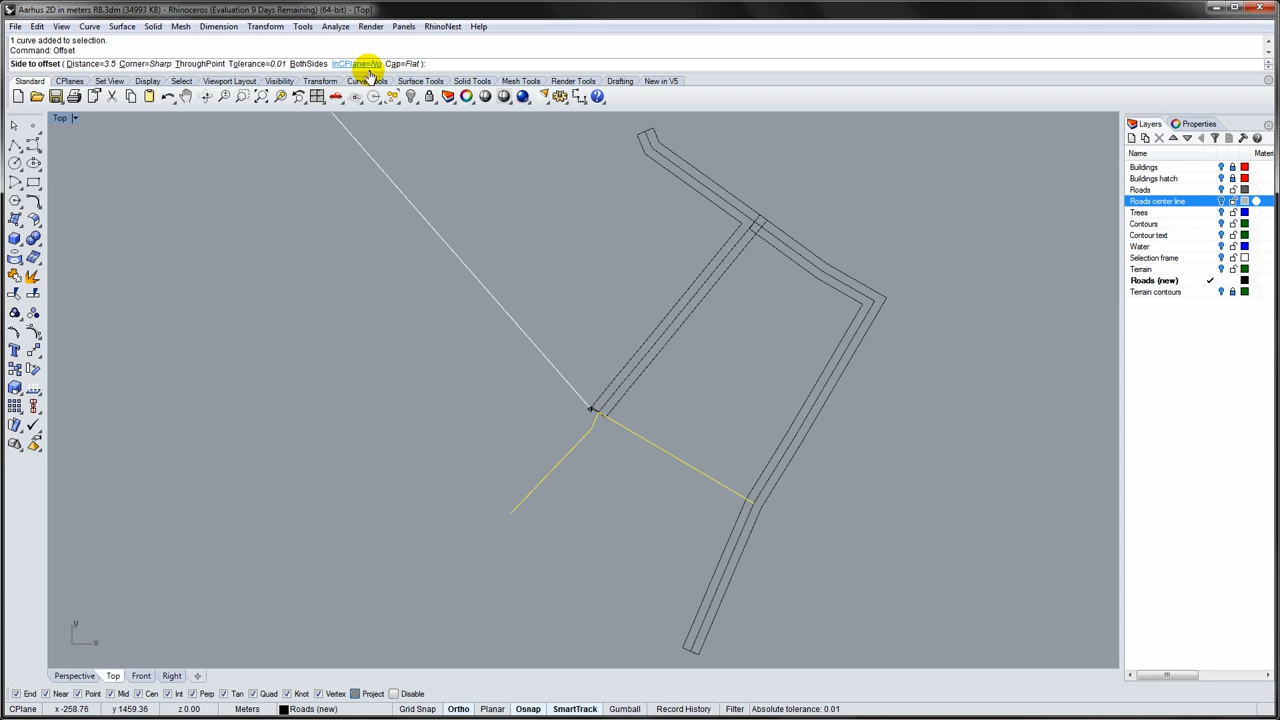 Aarhus 2D in meters RB.3dm (34993 KB) - Rhinoceros (Evaluation 9 Days Remaining) (64-bit) - [Top]
File Edit View Curve Surface Solid Mesh Dimension Transform Tools Analyze Render Panels RhinoNest Help
1 curve added to selection.
Command: Offset
Side to offset (Distance=3.5 Corner=Sharp ThroughPoint Tolerance=0.01 BothSides InCPlane=No Cap=Flat):
Standard CPlanes Set View Display Select Viewport Layout Visibility Transform Curve Tools Surface Tools Solid Tools Mesh Tools Render Tools Drafting New in V5
Top
Layers Properties
Name Materi
Buildings
Buildings hatch
Roads
Roads center line
Trees
Contours
Contour text
Water
Selection frame
Terrain
Roads (new)
Terrain contours
y
x
Perspective Top Front Right
End Near Point Mid Cen Int Perp Tan Quad Knot Vertex Project Disable
CPlane x -258.76 y 1459.36 z 0.00 Meters Roads (new) Grid Snap Ortho Planar Osnap SmartTrack Gumball Record History Filter Absolute tolerance: 0.01